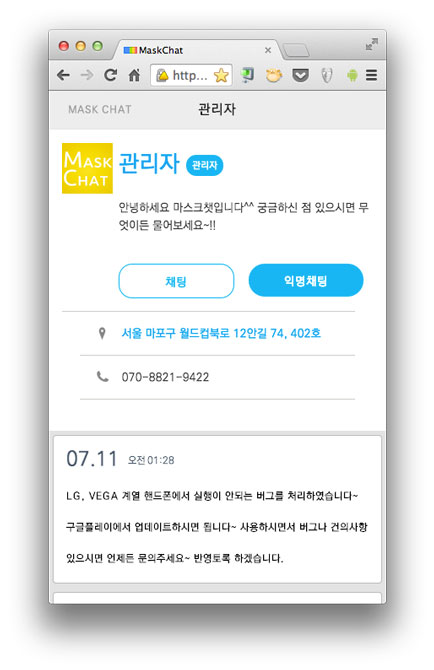 MaskChat
http...
MASK CHAT
관리자
MASK
CHAT
관리자
관리자
안녕하세요 마스크챗입니다^^ 궁금하신 점 있으시면 무
엇이든 물어보세요~!!
채팅
익명채팅
서울 마포구 월드컵북로 12안길 74, 402호
070-8821-9422
07.11 오전 01:28
LG, VEGA 계열 핸드폰에서 실행이 안되는 버그를 처리하였습니다~
구글플레이에서 업데이트하시면 됩니다~ 사용하시면서 버그나 건의사항
있으시면 언제든 문의주세요~ 반영토록 하겠습니다.